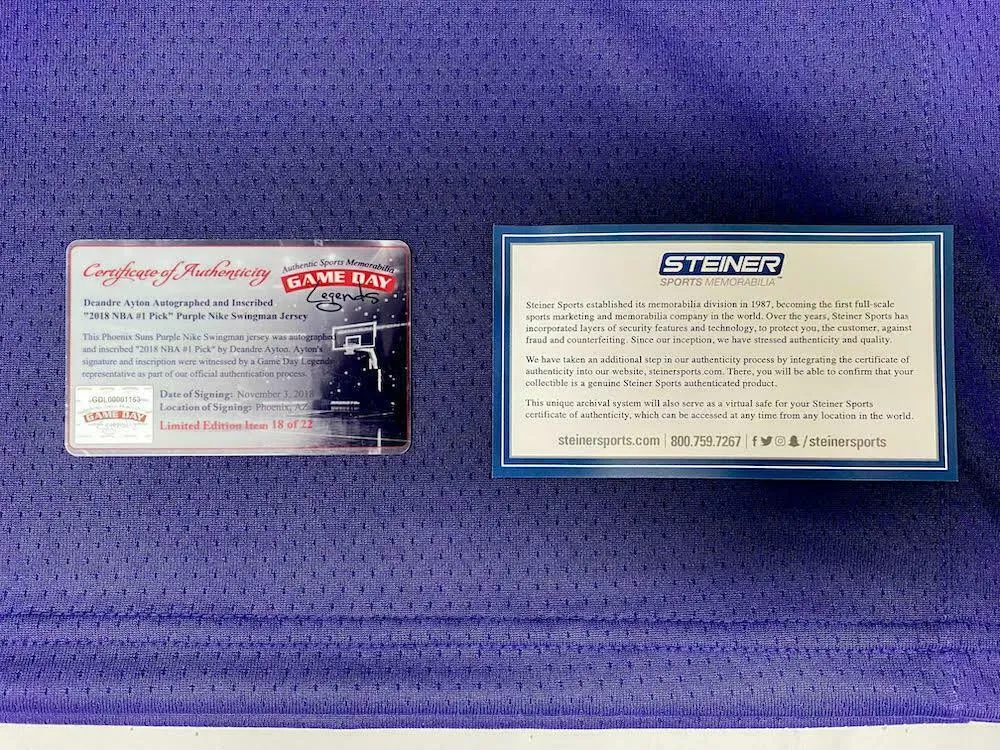 Certificate of Authenticity
Authentic Sports Memorabilia
GAME DAY
Legends
Deandre Ayton Autographed and Inscribed
"2018 NBA #1 Pick" Purple Nike Swingman Jersey
This Phoenix Suns Purple Nike Swingman jersey was autographed
and inscribed "2018 NBA #1 Pick" by Deandre Ayton. Ayton's
signature and inscription were witnessed by a Game Day Legends
representative as part of our official authentication process.
GDL00001163
GAME DAY
Date of Signing: November 3, 2018
Location of Signing: Phoenix, AZ
Limited Edition Item 18 of 22
STEINER
SPORTS MEMORABILIA™
Steiner Sports established its memorabilia division in 1987, becoming the first full-scale
sports marketing and memorabilia company in the world. Over the years, Steiner Sports has
incorporated layers of security features and technology, to protect you, the customer, against
fraud and counterfeiting. Since our inception, we have stressed authenticity and quality.
We have taken an additional step in our authenticity process by integrating the certificate of
authenticity into our website, steinersports.com. There, you will be able to confirm that your
collectible is a genuine Steiner Sports authenticated product.
This unique archival system will also serve as a virtual safe for your Steiner Sports
certificate of authenticity, which can be accessed at any time from any location in the world.
steinersports.com | 800.759.7267 | /steinersports